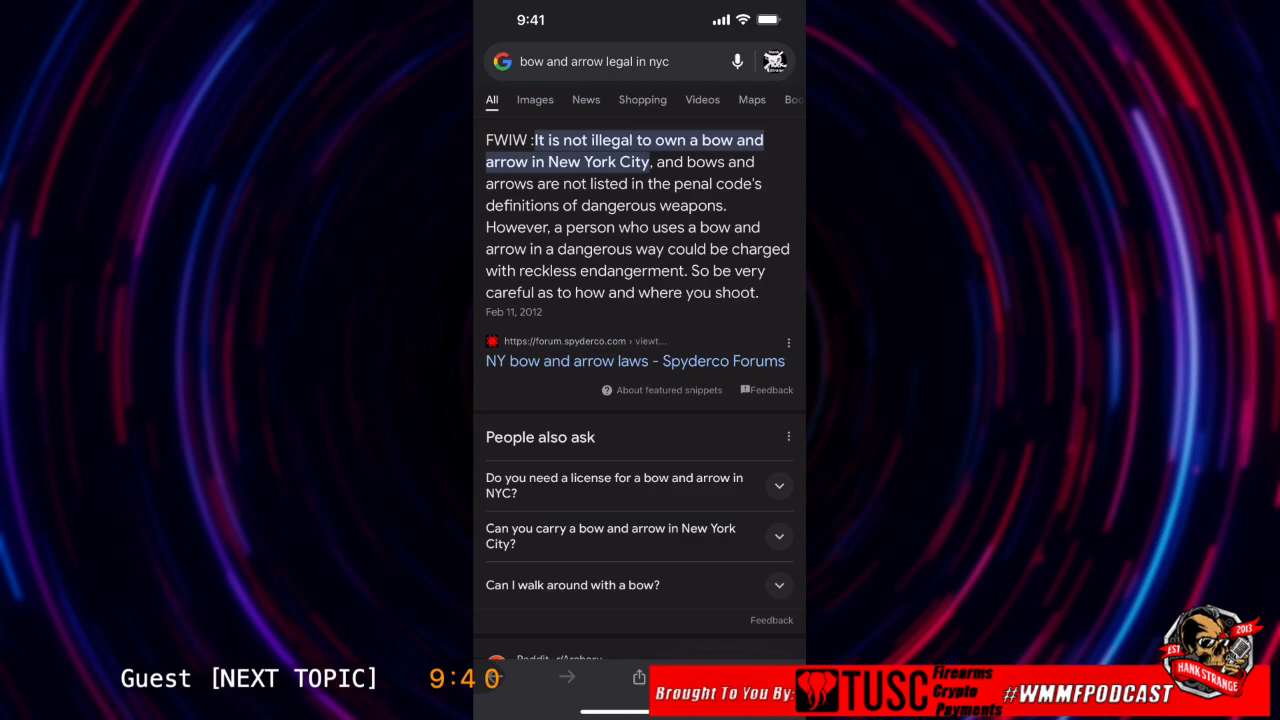 9:41
bow and arrow legal in nyc
All Images News Shopping Videos Maps Boo
FWIW :It is not illegal to own a bow and
arrow in New York City, and bows and
arrows are not listed in the penal code's
definitions of dangerous weapons.
However, a person who uses a bow and
arrow in a dangerous way could be charged
with reckless endangerment. So be very
careful as to how and where you shoot.
Feb 11, 2012
https://forum.spyderco.com › viewt...
NY bow and arrow laws - Spyderco Forums
About featured snippets Feedback
People also ask
Do you need a license for a bow and arrow in
NYC?
Can you carry a bow and arrow in New York
City?
Can I walk around with a bow?
Feedback
Reddit · r/Archery
Guest [NEXT TOPIC] 9:40
Brought To You By: TUSC
Firearms
Crypto
Payments
#WMMFPODCAST
EST 2013
HANK STRANGE